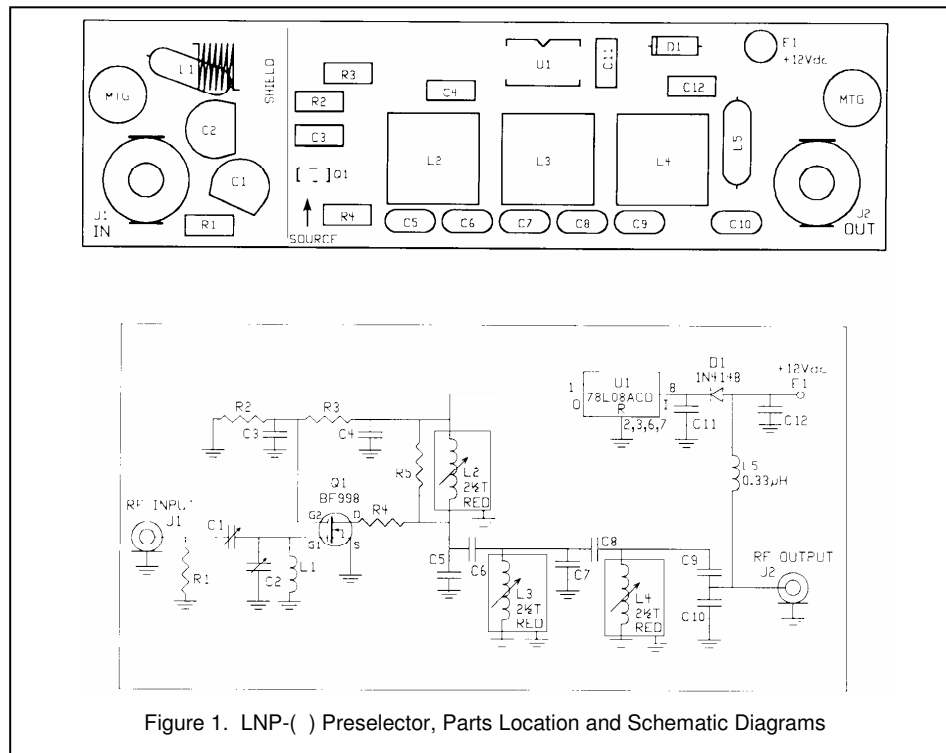 L1
SHIELD
R3
U1
C11
D1
E1
+12Vdc
MTG
R2
C4
C12
MTG
C2
C3
L2
L3
L4
L5
C1
Q1
J1
IN
R1
SOURCE
R4
C5
C6
C7
C8
C9
C10
J2
OUT
D1
1N4148
+12Vdc
E1
1
O
U1
78L08ACD
R
8
I
2,3,6,7
C11
C12
R2
R3
C3
C4
R5
L2
2½T
RED
L5
0.33µH
Q1
BF998
G2
D
R4
G1
S
RF INPUT
J1
C1
R1
C2
L1
C5
C6
C7
C8
L3
2½T
RED
L4
2½T
RED
C9
C10
RF OUTPUT
J2
Figure 1. LNP-( ) Preselector, Parts Location and Schematic Diagrams